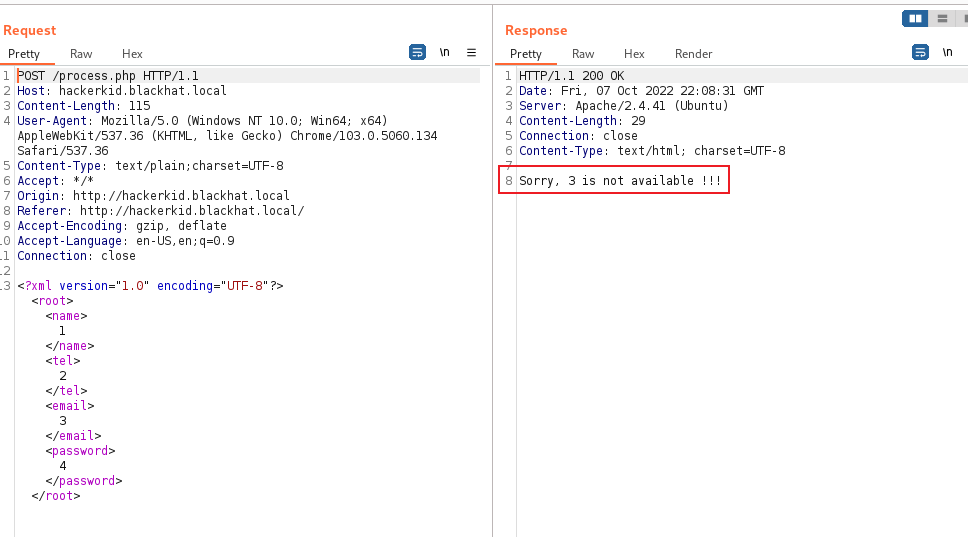 Request
Pretty Raw Hex \n
1 POST /process.php HTTP/1.1
2 Host: hackerkid.blackhat.local
3 Content-Length: 115
4 User-Agent: Mozilla/5.0 (Windows NT 10.0; Win64; x64)
AppleWebKit/537.36 (KHTML, like Gecko) Chrome/103.0.5060.134
Safari/537.36
5 Content-Type: text/plain;charset=UTF-8
6 Accept: */*
7 Origin: http://hackerkid.blackhat.local
8 Referer: http://hackerkid.blackhat.local/
9 Accept-Encoding: gzip, deflate
10 Accept-Language: en-US,en;q=0.9
11 Connection: close
12
13 <?xml version="1.0" encoding="UTF-8"?>
<root>
<name>
1
</name>
<tel>
2
</tel>
<email>
3
</email>
<password>
4
</password>
</root>
Response
Pretty Raw Hex Render \n
1 HTTP/1.1 200 OK
2 Date: Fri, 07 Oct 2022 22:08:31 GMT
3 Server: Apache/2.4.41 (Ubuntu)
4 Content-Length: 29
5 Connection: close
6 Content-Type: text/html; charset=UTF-8
7
8 Sorry, 3 is not available !!!